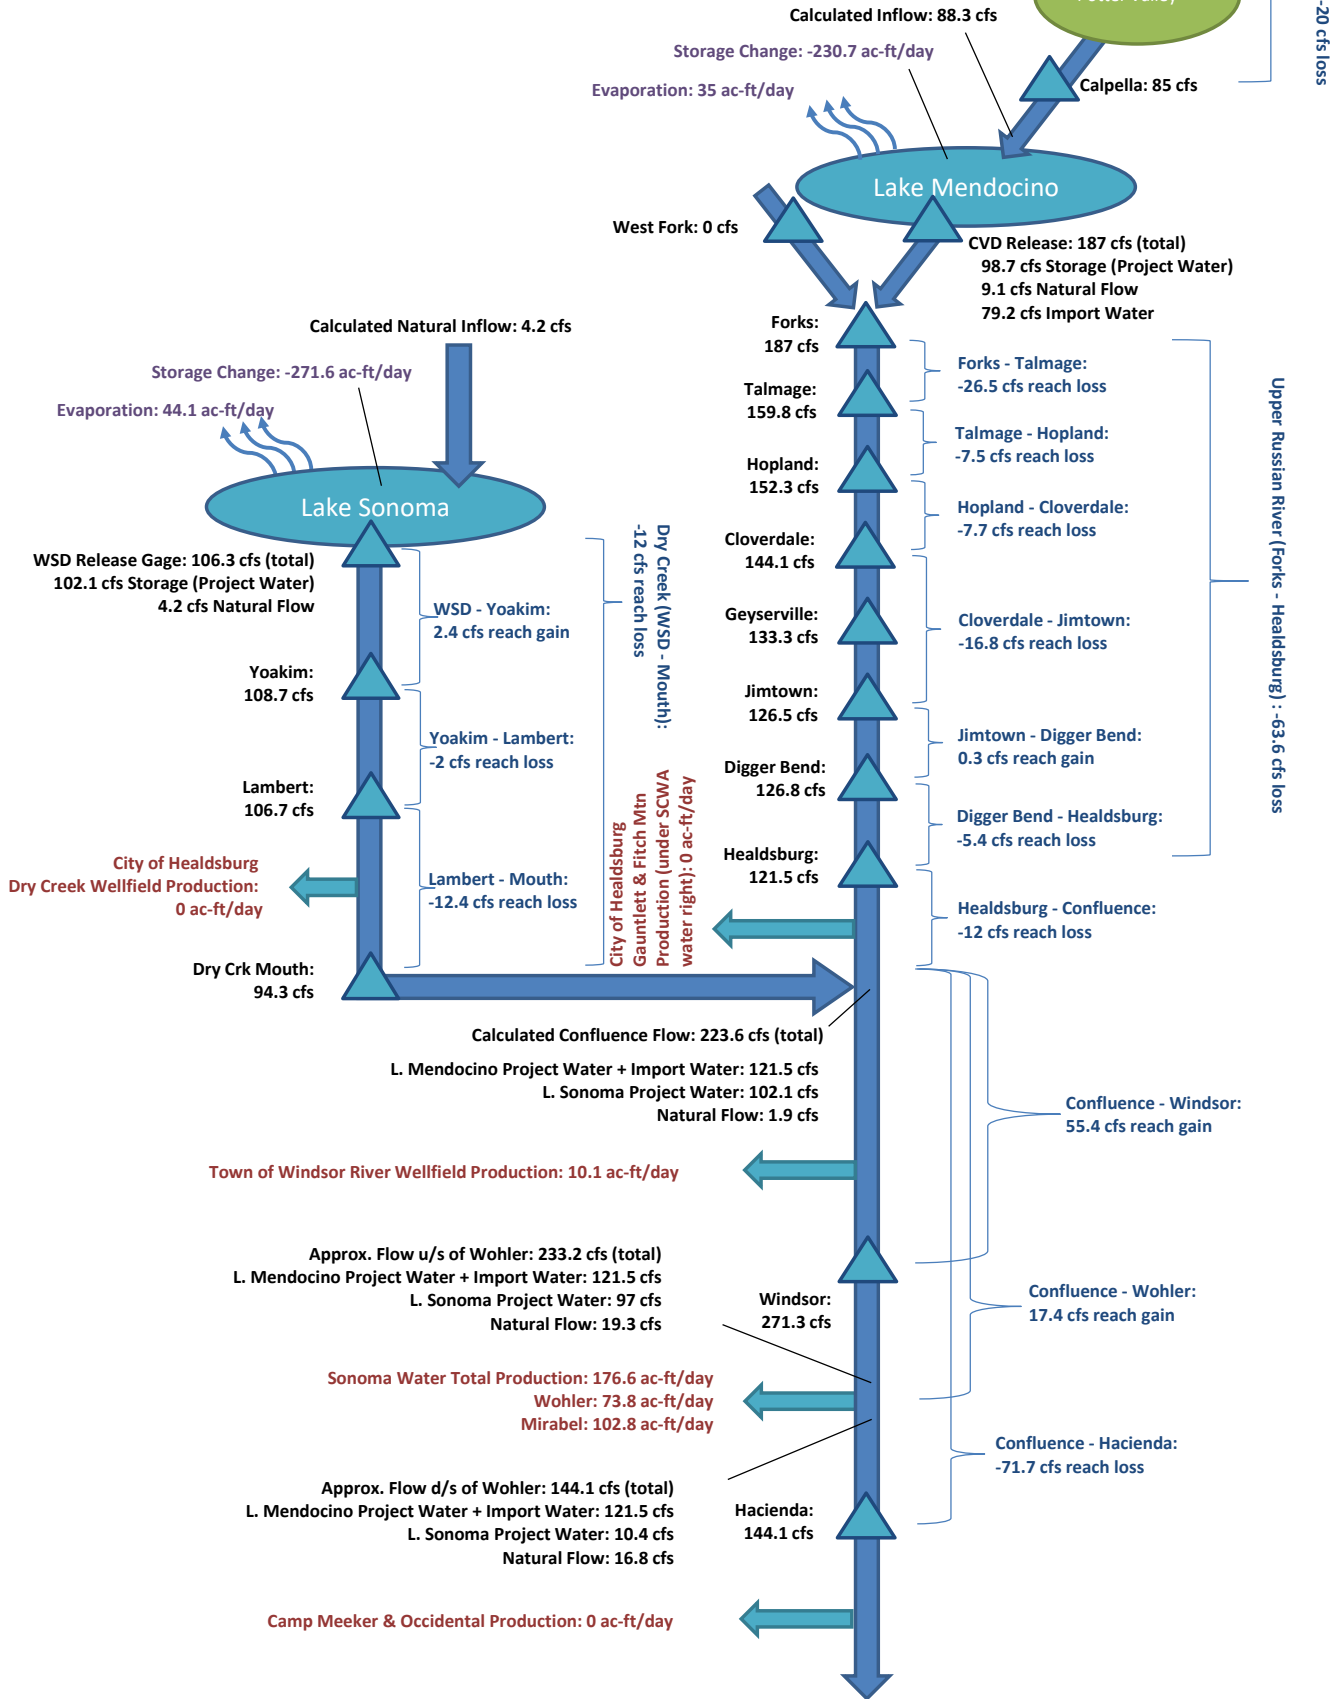 Potter Valley
-20 cfs loss
Calculated Inflow: 88.3 cfs
Storage Change: -230.7 ac-ft/day
Evaporation: 35 ac-ft/day
Calpella: 85 cfs
Lake Mendocino
West Fork: 0 cfs
CVD Release: 187 cfs (total)
98.7 cfs Storage (Project Water)
9.1 cfs Natural Flow
79.2 cfs Import Water
Calculated Natural Inflow: 4.2 cfs
Storage Change: -271.6 ac-ft/day
Evaporation: 44.1 ac-ft/day
Lake Sonoma
WSD Release Gage: 106.3 cfs (total)
102.1 cfs Storage (Project Water)
4.2 cfs Natural Flow
WSD - Yoakim:
2.4 cfs reach gain
Yoakim:
108.7 cfs
Yoakim - Lambert:
-2 cfs reach loss
Lambert:
106.7 cfs
City of Healdsburg
Dry Creek Wellfield Production:
0 ac-ft/day
Lambert - Mouth:
-12.4 cfs reach loss
Dry Crk Mouth:
94.3 cfs
Dry Creek (WSD - Mouth):
-12 cfs reach loss
City of Healdsburg
Gauntlett & Fitch Mtn
Production (under SCWA
water right): 0 ac-ft/day
Forks:
187 cfs
Forks - Talmage:
-26.5 cfs reach loss
Talmage:
159.8 cfs
Talmage - Hopland:
-7.5 cfs reach loss
Hopland:
152.3 cfs
Hopland - Cloverdale:
-7.7 cfs reach loss
Cloverdale:
144.1 cfs
Geyserville:
133.3 cfs
Cloverdale - Jimtown:
-16.8 cfs reach loss
Jimtown:
126.5 cfs
Jimtown - Digger Bend:
0.3 cfs reach gain
Digger Bend:
126.8 cfs
Digger Bend - Healdsburg:
-5.4 cfs reach loss
Healdsburg:
121.5 cfs
Healdsburg - Confluence:
-12 cfs reach loss
Upper Russian River (Forks - Healdsburg) : -63.6 cfs loss
Calculated Confluence Flow: 223.6 cfs (total)
L. Mendocino Project Water + Import Water: 121.5 cfs
L. Sonoma Project Water: 102.1 cfs
Natural Flow: 1.9 cfs
Confluence - Windsor:
55.4 cfs reach gain
Town of Windsor River Wellfield Production: 10.1 ac-ft/day
Approx. Flow u/s of Wohler: 233.2 cfs (total)
L. Mendocino Project Water + Import Water: 121.5 cfs
L. Sonoma Project Water: 97 cfs
Natural Flow: 19.3 cfs
Windsor:
271.3 cfs
Confluence - Wohler:
17.4 cfs reach gain
Sonoma Water Total Production: 176.6 ac-ft/day
Wohler: 73.8 ac-ft/day
Mirabel: 102.8 ac-ft/day
Confluence - Hacienda:
-71.7 cfs reach loss
Approx. Flow d/s of Wohler: 144.1 cfs (total)
L. Mendocino Project Water + Import Water: 121.5 cfs
L. Sonoma Project Water: 10.4 cfs
Natural Flow: 16.8 cfs
Hacienda:
144.1 cfs
Camp Meeker & Occidental Production: 0 ac-ft/day